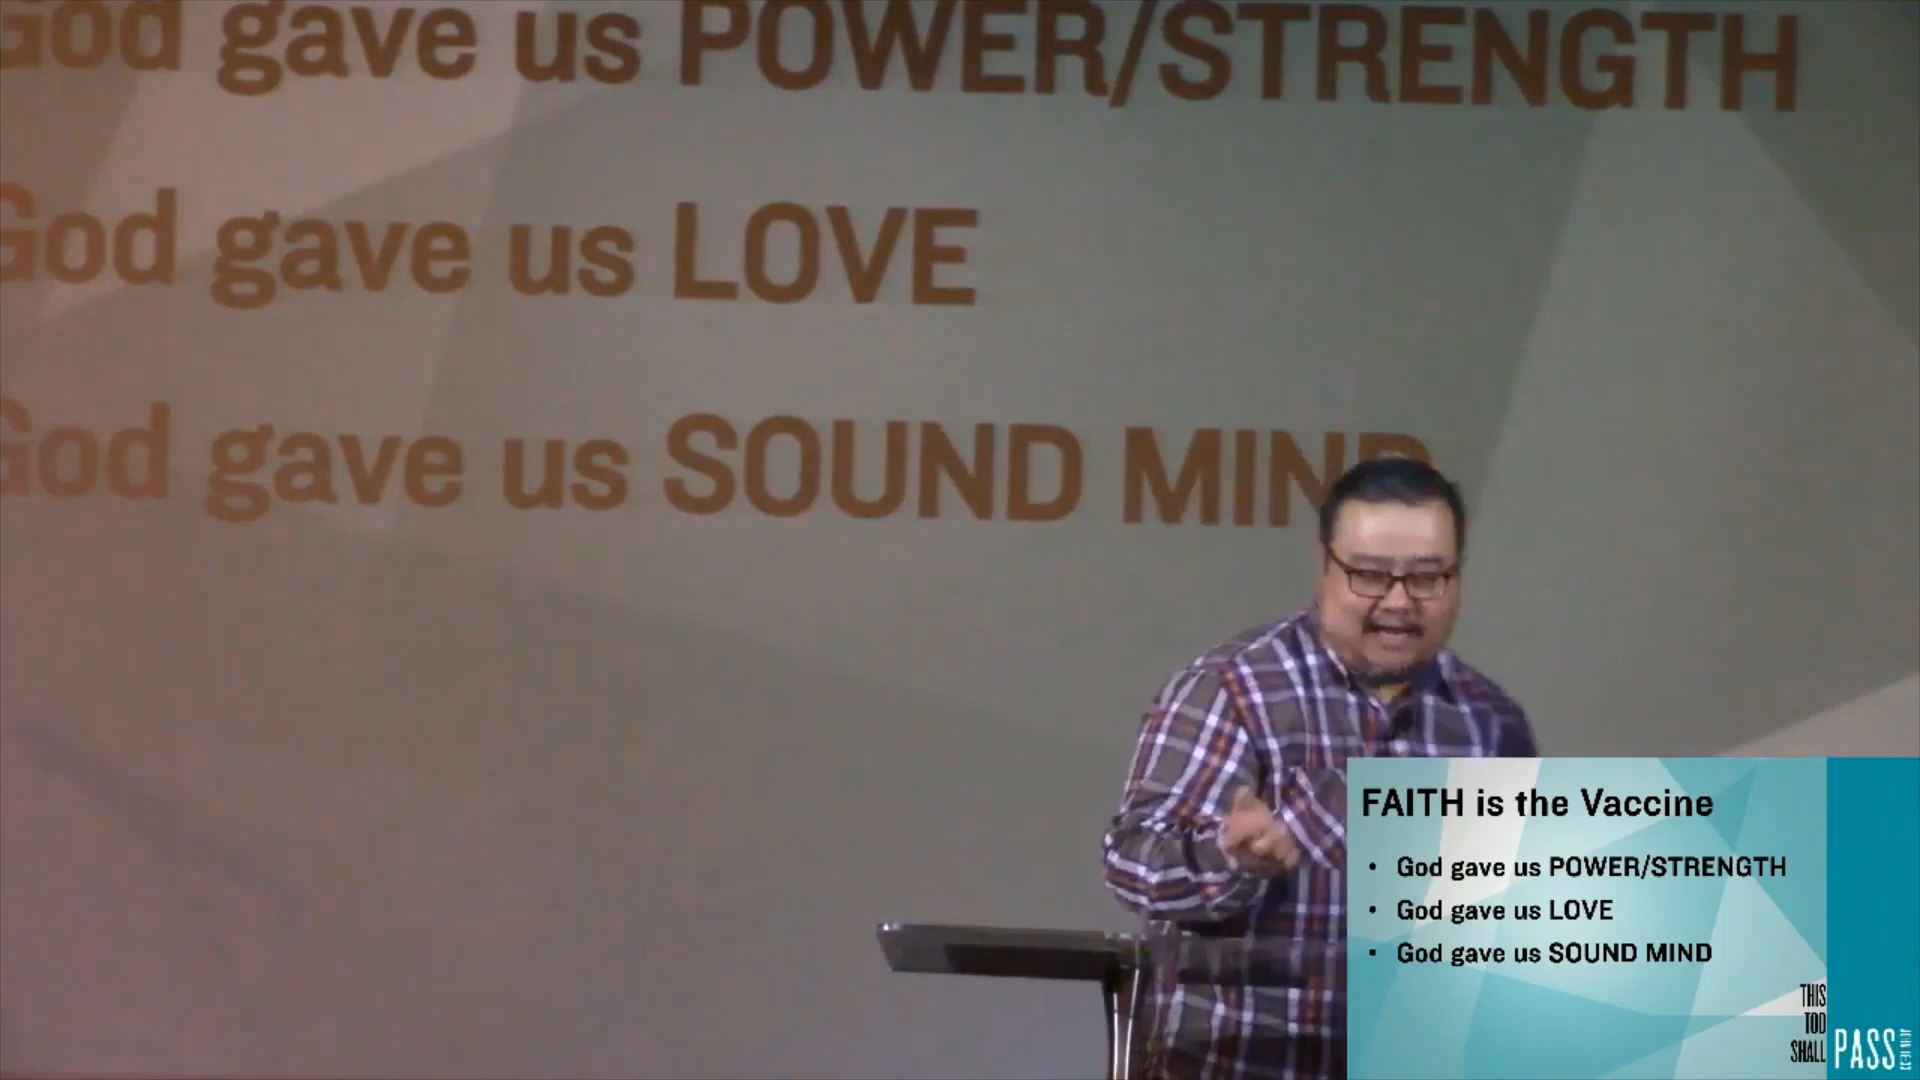 God gave us POWER/STRENGTH
God gave us LOVE
God gave us SOUND MIND
FAITH is the Vaccine
• God gave us POWER/STRENGTH
• God gave us LOVE
• God gave us SOUND MIND
THIS
TOO
SHALL
PASS